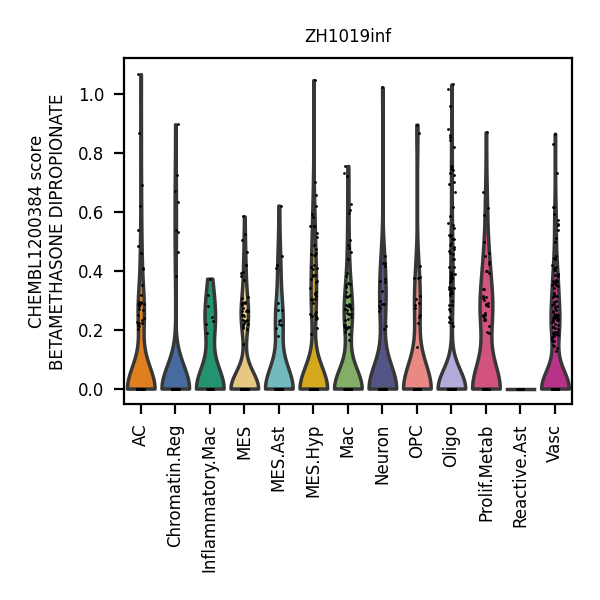 ZH1019inf
CHEMBL1200384 score
BETAMETHASONE DIPROPIONATE
1.0
0.8
0.6
0.4
0.2
0.0
AC
Chromatin.Reg
Inflammatory.Mac
MES
MES.Ast
MES.Hyp
Mac
Neuron
OPC
Oligo
Prolif.Metab
Reactive.Ast
Vasc